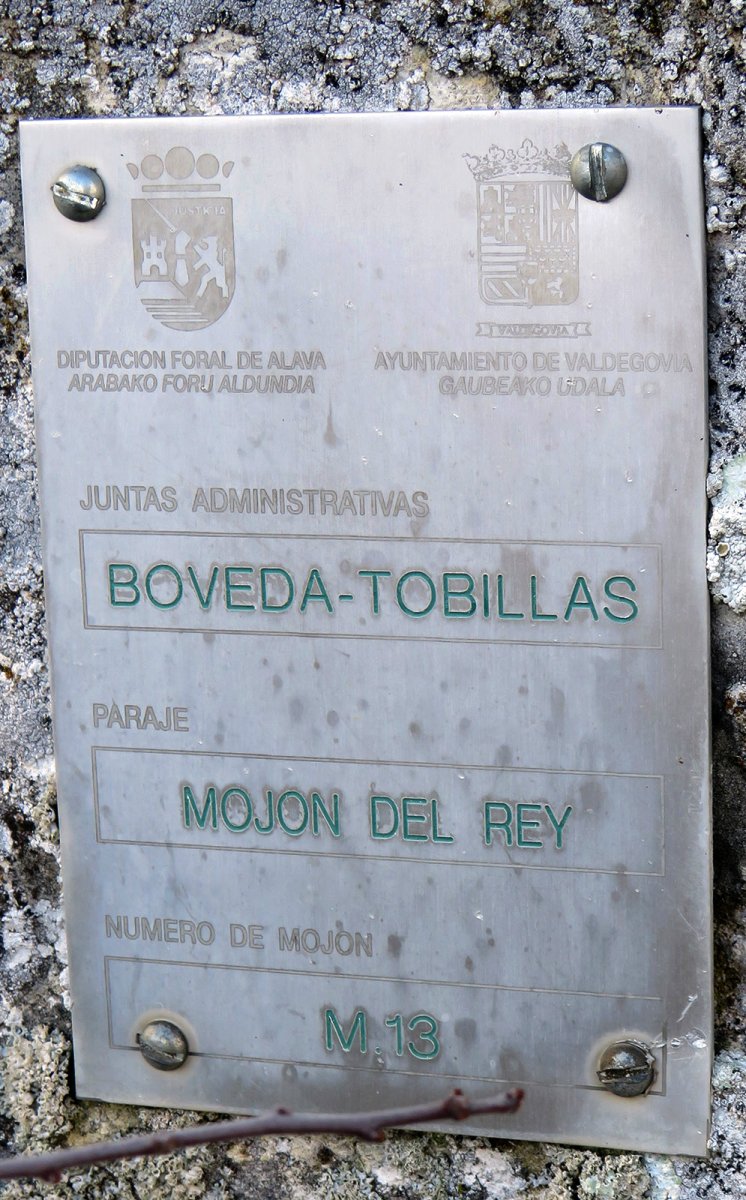 JUSTICIA
VALDEGOVIA
DIPUTACION FORAL DE ALAVA
ARABAKO FORU ALDUNDIA
AYUNTAMIENTO DE VALDEGOVIA
GAUBEAKO UDALA
JUNTAS ADMINISTRATIVAS
BOVEDA-TOBILLAS
PARAJE
MOJON DEL REY
NUMERO DE MOJON
M.13